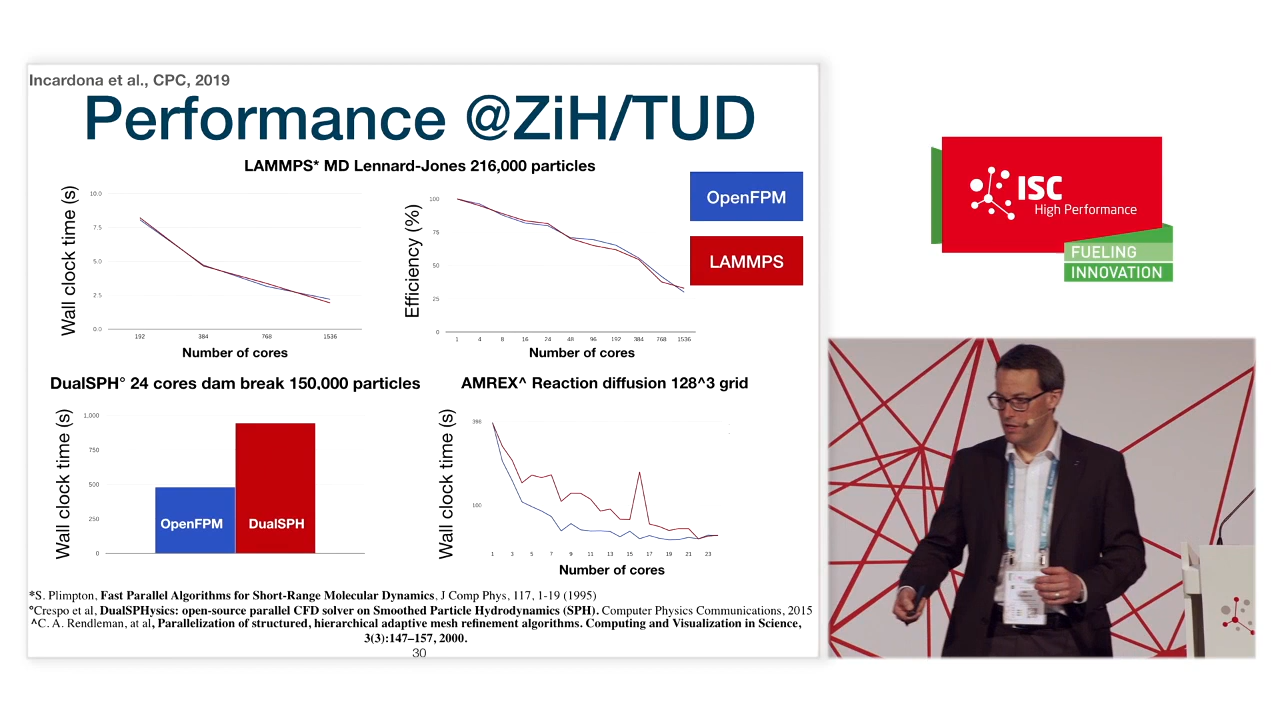 Incardona et al., CPC, 2019
Performance @ZiH/TUD
LAMMPS* MD Lennard-Jones 216,000 particles
Wall clock time (s)
10.0
7.5
5.0
2.5
0.0
192 384 768 1536
Number of cores
Efficiency (%)
100
75
50
25
0
1 4 8 16 24 48 96 192 384 768 1536
Number of cores
OpenFPM
LAMMPS
DualSPH° 24 cores dam break 150,000 particles
Wall clock time (s)
1,000
750
500
250
0
OpenFPM
DualSPH
AMREX^ Reaction diffusion 128^3 grid
Wall clock time (s)
100
1 3 5 7 9 11 13 15 17 19 21 23
Number of cores
*S. Plimpton, Fast Parallel Algorithms for Short-Range Molecular Dynamics, J Comp Phys, 117, 1-19 (1995)
°Crespo et al, DualSPHysics: open-source parallel CFD solver on Smoothed Particle Hydrodynamics (SPH). Computer Physics Communications, 2015
^C. A. Rendleman, at al, Parallelization of structured, hierarchical adaptive mesh refinement algorithms. Computing and Visualization in Science,
3(3):147–157, 2000.
30
ISC
High Performance
FUELING
INNOVATION